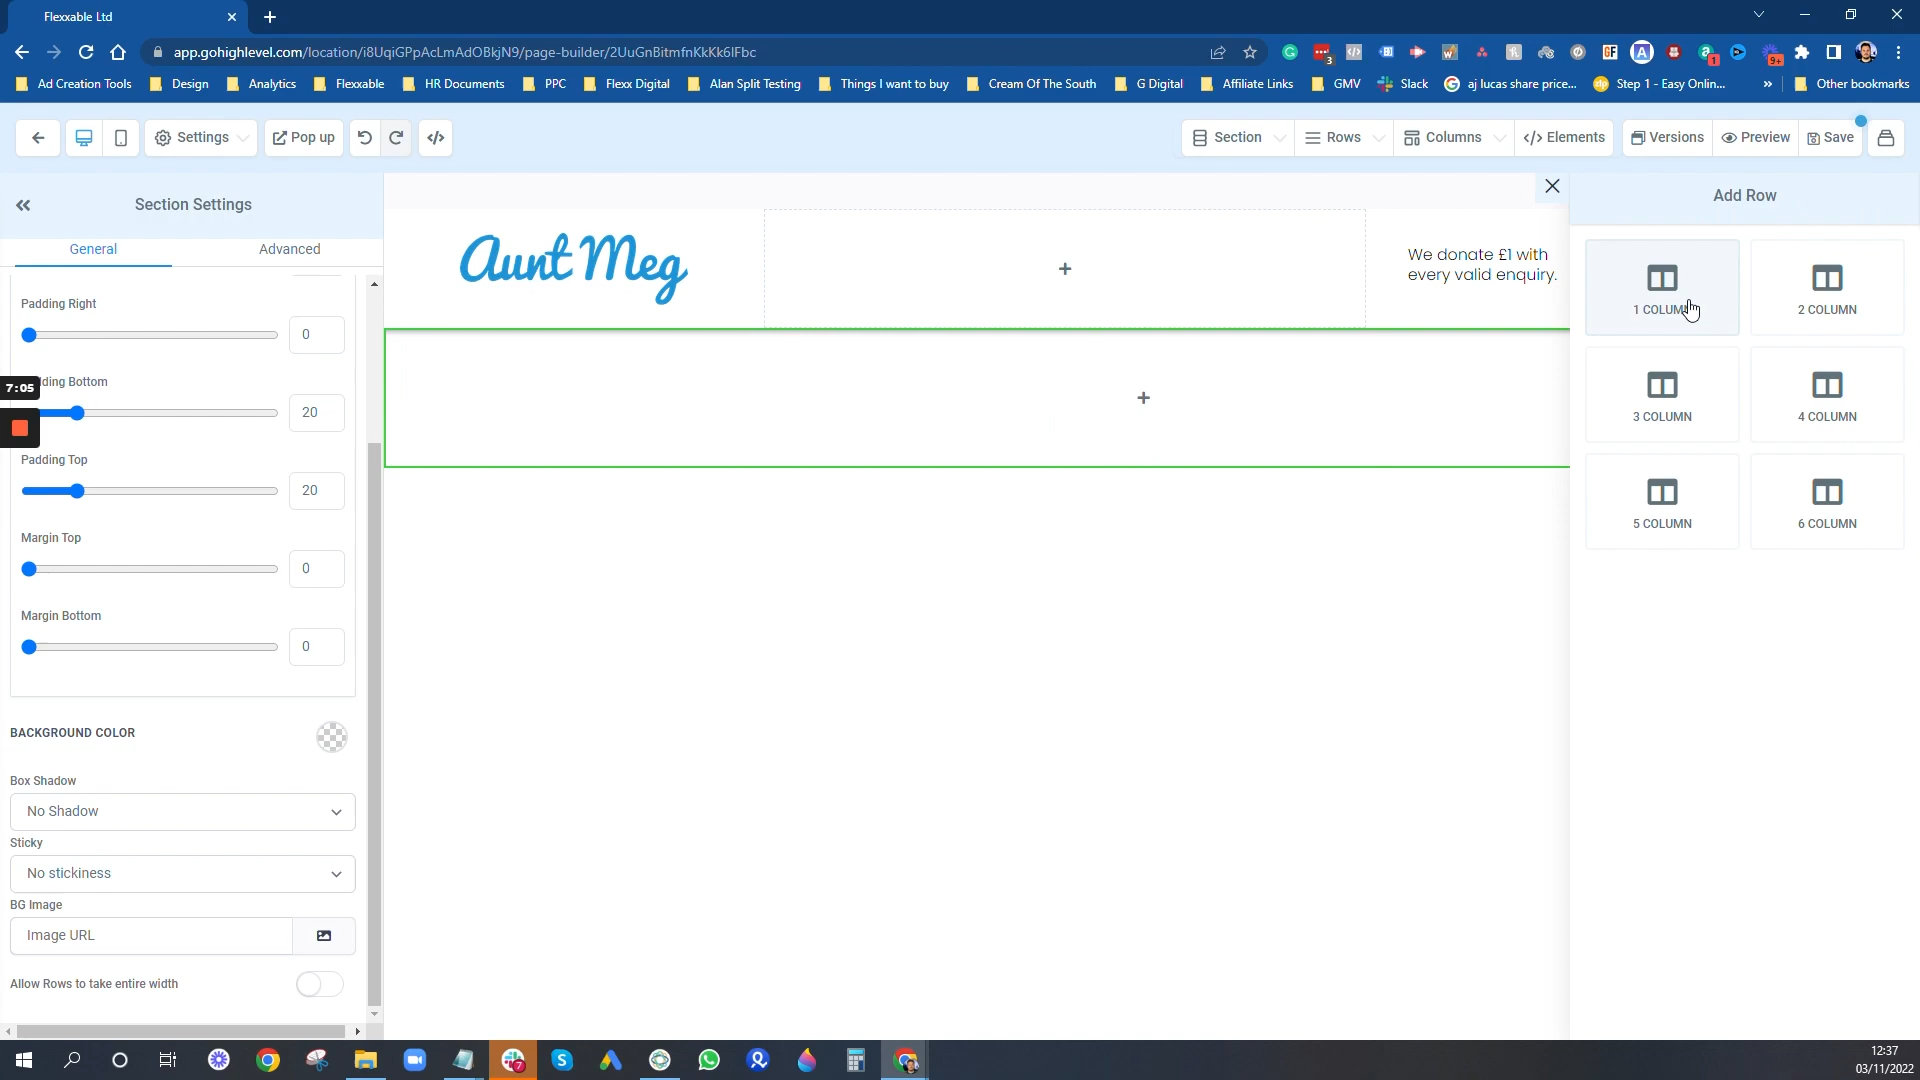 Flexxable Ltd
app.gohighlevel.com/location/i8UqiGPpAcLmAdOBkjN9/page-builder/2UuGnBitmfnKkKk6lFbc
3
9+
1
Ad Creation Tools
Design
Analytics
Flexxable
HR Documents
PPC
Flexx Digital
Alan Split Testing
Things I want to buy
Cream Of The South
G Digital
Affiliate Links
GMV
Slack
aj lucas share price...
Step 1 - Easy Onlin...
»
Other bookmarks
Settings
Pop up
Section
Rows
Columns
Elements
Versions
Preview
Save
Section Settings
General
Advanced
Padding Right
0
7:05
ding Bottom
20
Padding Top
20
Margin Top
0
Margin Bottom
0
BACKGROUND COLOR
Box Shadow
No Shadow
Sticky
No stickiness
BG Image
Image URL
Allow Rows to take entire width
Aunt Meg
We donate £1 with
every valid enquiry.
Add Row
1 COLUMN
2 COLUMN
3 COLUMN
4 COLUMN
5 COLUMN
6 COLUMN
7
12:37
03/11/2022